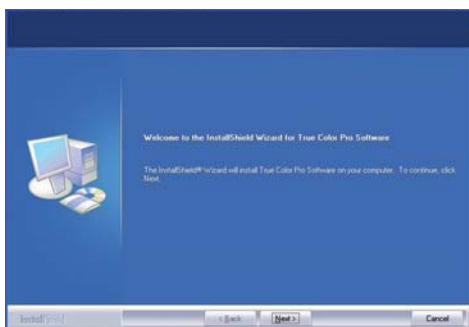 Welcome to the InstallShield Wizard for True Color Pro Software
The InstallShield® Wizard will install True Color Pro Software on your computer. To continue, click
Next.
InstallShield
< Back
Next >
Cancel